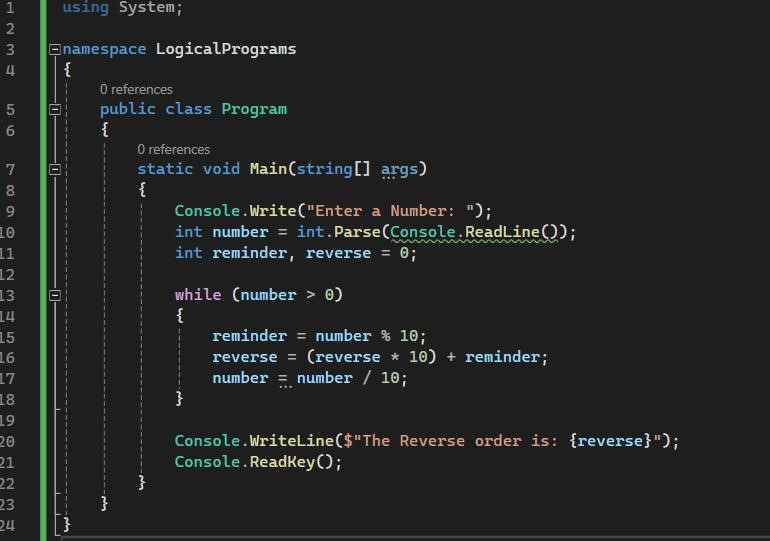 1 using System;
2
3 namespace LogicalPrograms
4 {
0 references
5 public class Program
6 {
0 references
7 static void Main(string[] args)
8 {
9 Console.Write("Enter a Number: ");
10 int number = int.Parse(Console.ReadLine());
11 int reminder, reverse = 0;
12
13 while (number > 0)
14 {
15 reminder = number % 10;
16 reverse = (reverse * 10) + reminder;
17 number = number / 10;
18 }
19
20 Console.WriteLine($"The Reverse order is: {reverse}");
21 Console.ReadKey();
22 }
23 }
24 }